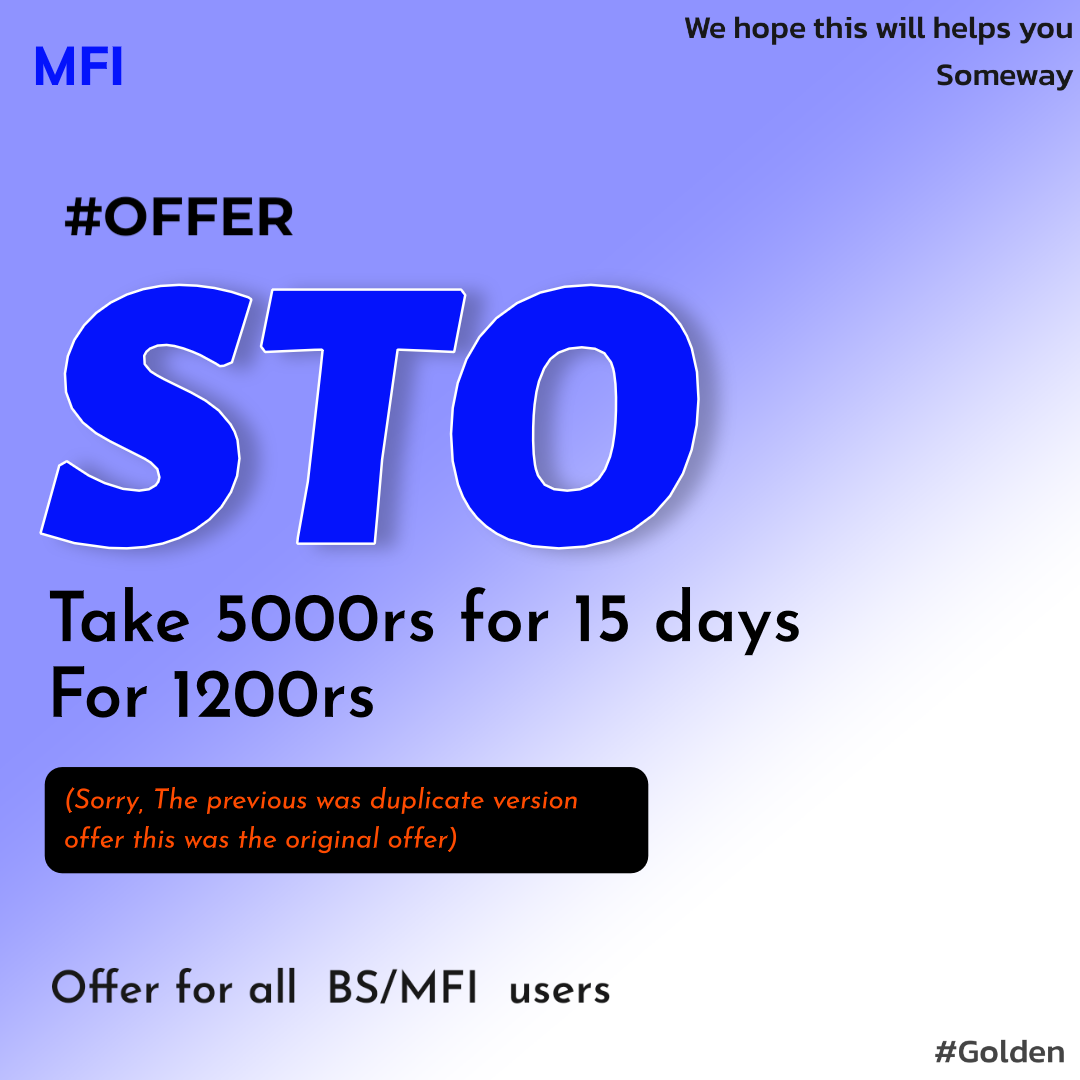 We hope this will helps you
Someway
MFI
#OFFER
STO
Take 5000rs for 15 days
For 1200rs
(Sorry, The previous was duplicate version
offer this was the original offer)
Offer for all BS/MFI users
#Golden